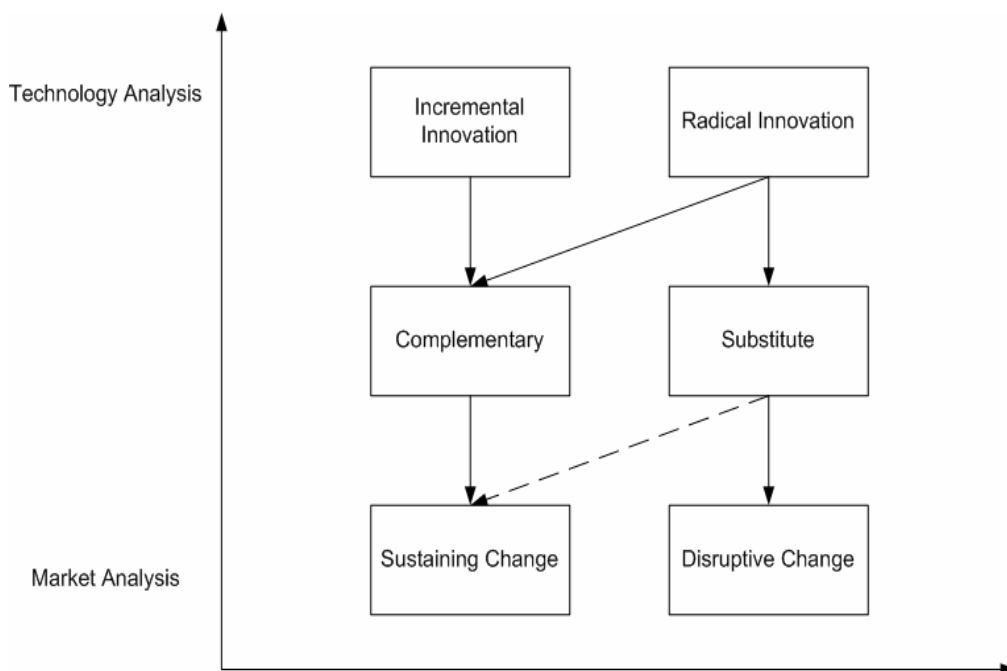 Technology Analysis
Incremental
Innovation
Radical Innovation
Complementary
Substitute
Sustaining Change
Disruptive Change
Market Analysis